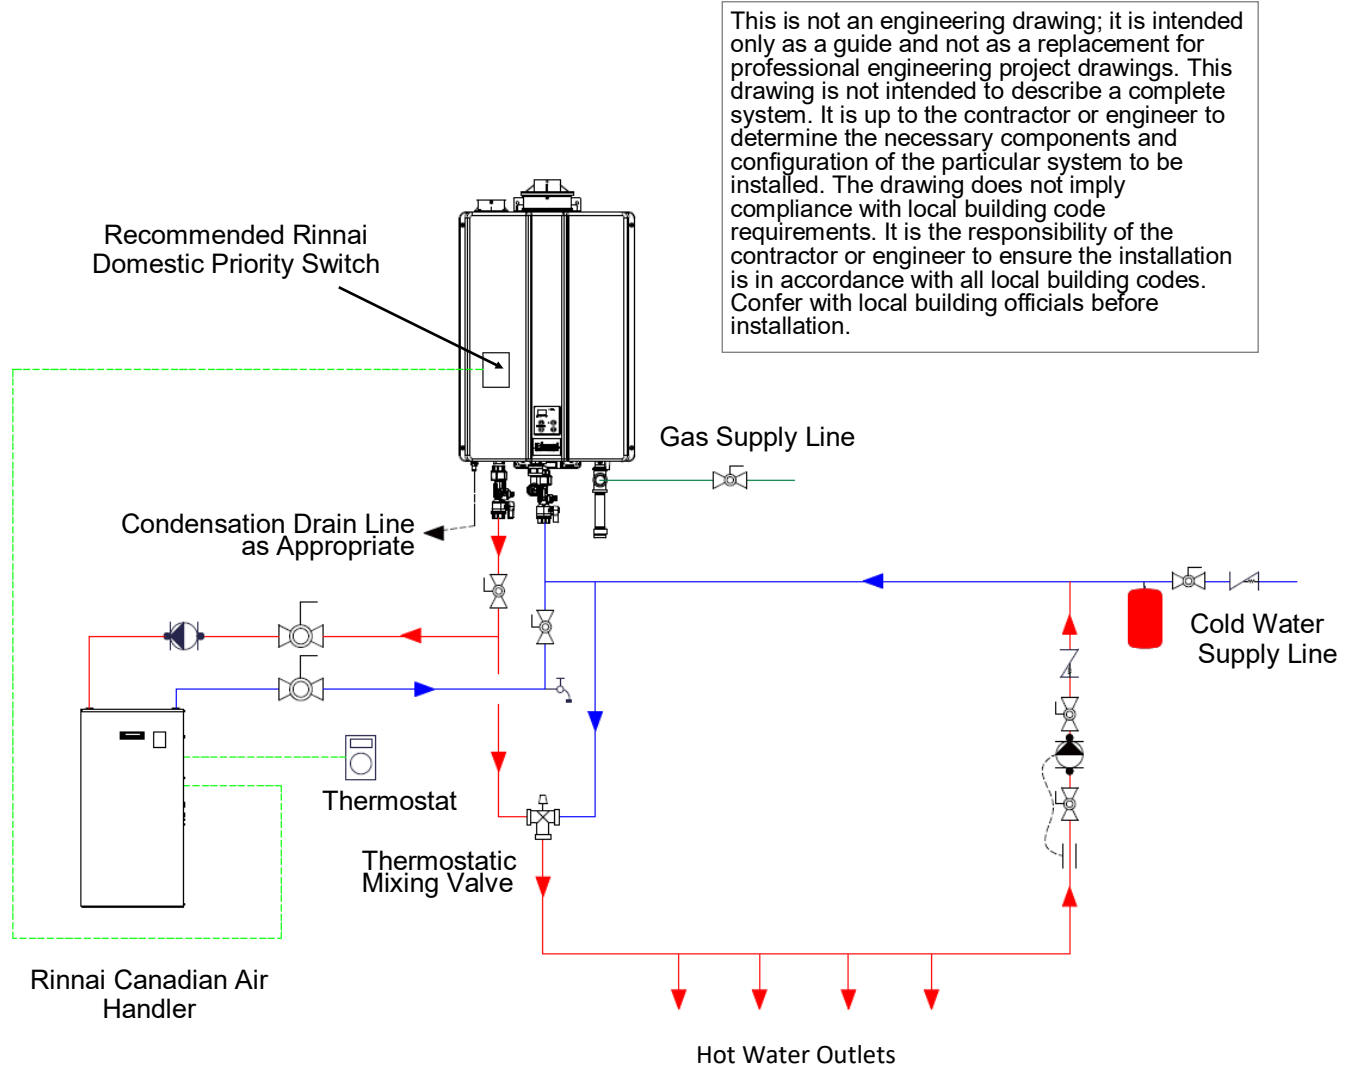 This is not an engineering drawing; it is intended
only as a guide and not as a replacement for
professional engineering project drawings. This
drawing is not intended to describe a complete
system. It is up to the contractor or engineer to
determine the necessary components and
configuration of the particular system to be
installed. The drawing does not imply
compliance with local building code
requirements. It is the responsibility of the
contractor or engineer to ensure the installation
is in accordance with all local building codes.
Confer with local building officials before
installation.
Recommended Rinnai
Domestic Priority Switch
Gas Supply Line
Condensation Drain Line
as Appropriate
Cold Water
Supply Line
Thermostat
Thermostatic
Mixing Valve
Rinnai Canadian Air
Handler
Hot Water Outlets